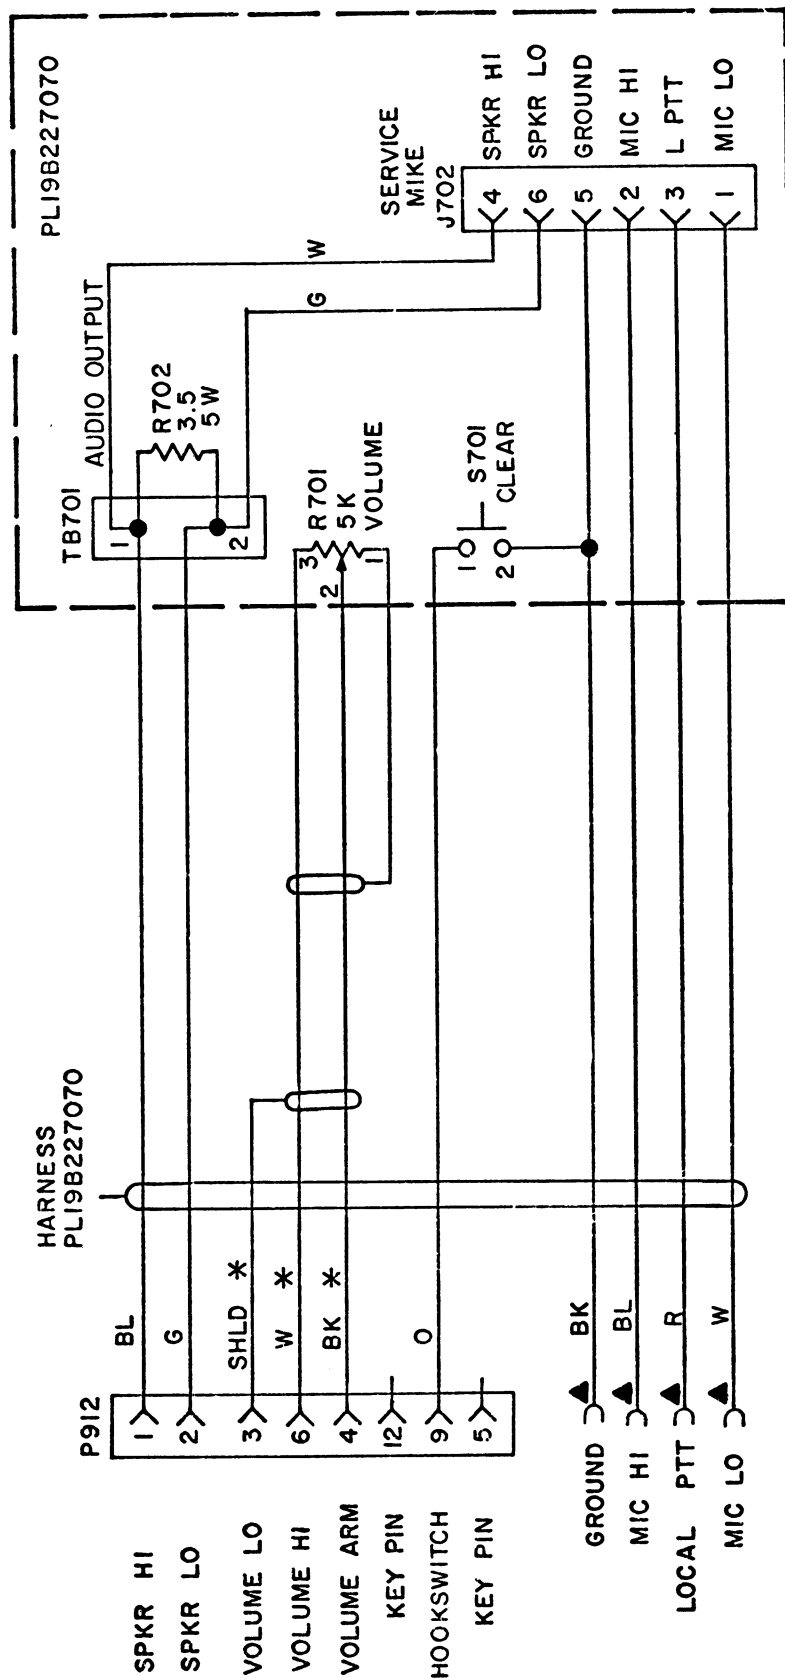 PL19B227070
SERVICE
MIKE
J702
4 SPKR HI
6 SPKR LO
5 GROUND
2 MIC HI
3 L PTT
1 MIC LO
W
G
AUDIO OUTPUT
TB701
1
2
R702
3.5
5W
R701
5K
VOLUME
3
2
1
S701
CLEAR
1
2
HARNESS
PL19B227070
P912
SPKR HI 1 BL
SPKR LO 2 G
VOLUME LO 3 SHLD *
VOLUME HI 6 W *
VOLUME ARM 4 BK *
KEY PIN 12
HOOKSWITCH 9 O
KEY PIN 5
GROUND BK
MIC HI BL
LOCAL PTT R
MIC LO W